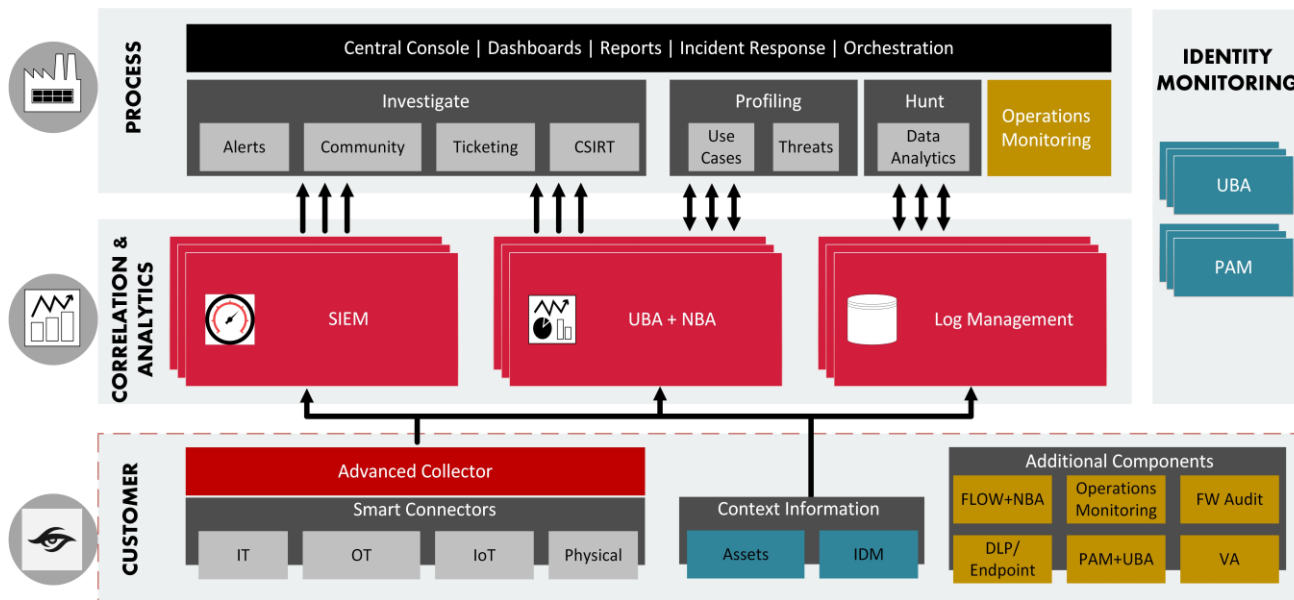 PROCESS
Central Console | Dashboards | Reports | Incident Response | Orchestration
Investigate
Alerts
Community
Ticketing
CSIRT
Profiling
Use
Cases
Threats
Hunt
Data
Analytics
Operations
Monitoring
IDENTITY
MONITORING
UBA
PAM
CORRELATION &
ANALYTICS
SIEM
UBA + NBA
Log Management
CUSTOMER
Advanced Collector
Smart Connectors
IT
OT
IoT
Physical
Context Information
Assets
IDM
Additional Components
FLOW+NBA
Operations
Monitoring
FW Audit
DLP/
Endpoint
PAM+UBA
VA